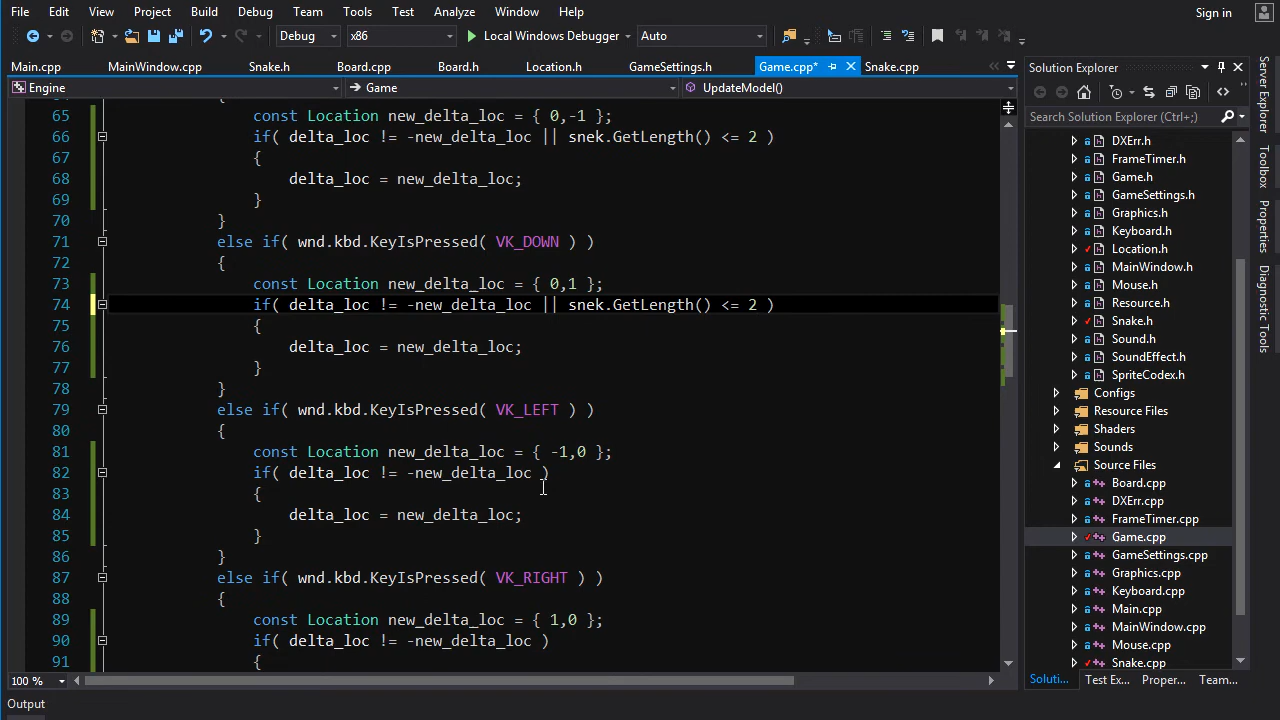 File Edit View Project Build Debug Team Tools Test Analyze Window Help Sign in
Debug x86 Local Windows Debugger Auto
Main.cpp MainWindow.cpp Snake.h Board.cpp Board.h Location.h GameSettings.h Game.cpp* Snake.cpp
Engine Game UpdateModel()
65 const Location new_delta_loc = { 0,-1 };
66 if( delta_loc != -new_delta_loc || snek.GetLength() <= 2 )
67 {
68 delta_loc = new_delta_loc;
69 }
70 }
71 else if( wnd.kbd.KeyIsPressed( VK_DOWN ) )
72 {
73 const Location new_delta_loc = { 0,1 };
74 if( delta_loc != -new_delta_loc || snek.GetLength() <= 2 )
75 {
76 delta_loc = new_delta_loc;
77 }
78 }
79 else if( wnd.kbd.KeyIsPressed( VK_LEFT ) )
80 {
81 const Location new_delta_loc = { -1,0 };
82 if( delta_loc != -new_delta_loc )
83 {
84 delta_loc = new_delta_loc;
85 }
86 }
87 else if( wnd.kbd.KeyIsPressed( VK_RIGHT ) )
88 {
89 const Location new_delta_loc = { 1,0 };
90 if( delta_loc != -new_delta_loc )
91 {
100 %
Output
Solution Explorer
Search Solution Explorer (Ctrl+;)
DXErr.h
FrameTimer.h
Game.h
GameSettings.h
Graphics.h
Keyboard.h
Location.h
MainWindow.h
Mouse.h
Resource.h
Snake.h
Sound.h
SoundEffect.h
SpriteCodex.h
Configs
Resource Files
Shaders
Sounds
Source Files
Board.cpp
DXErr.cpp
FrameTimer.cpp
Game.cpp
GameSettings.cpp
Graphics.cpp
Keyboard.cpp
Main.cpp
MainWindow.cpp
Mouse.cpp
Snake.cpp
Soluti... Test Ex... Proper... Team...
Server Explorer
Toolbox
Properties
Diagnostic Tools